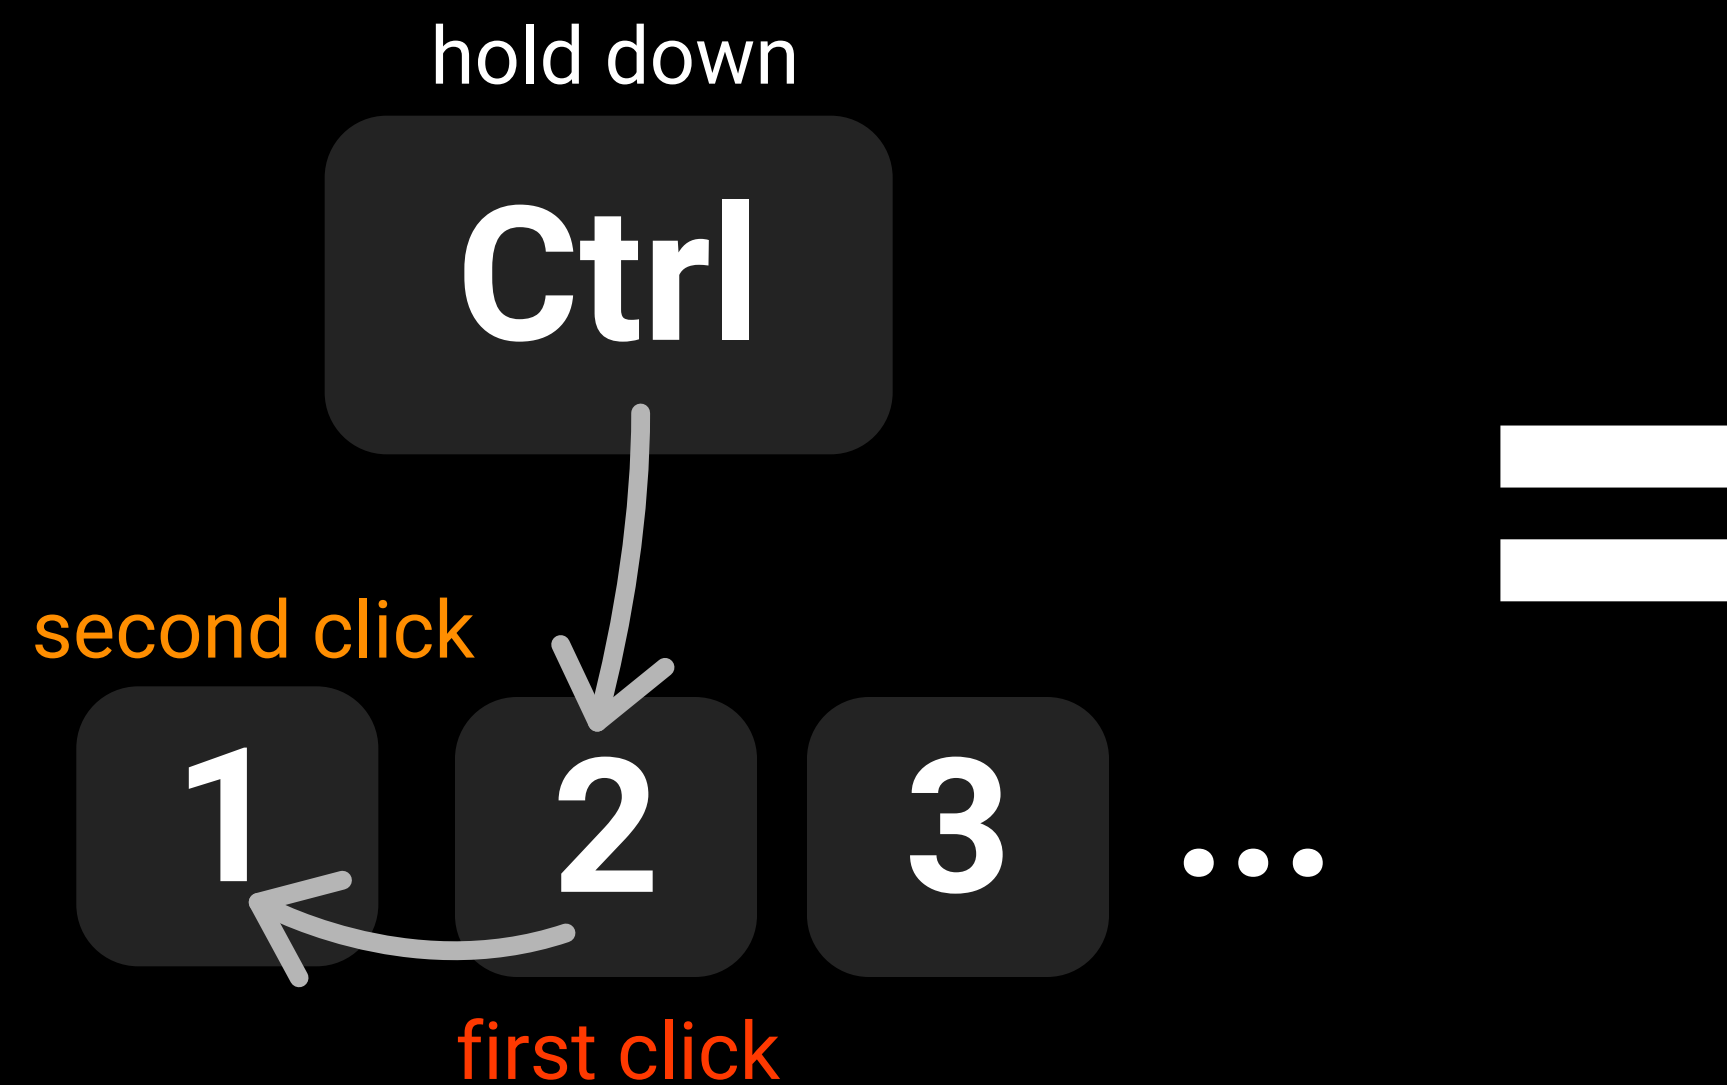 hold down
Ctrl
=
second click
1 2 3 ...
first click